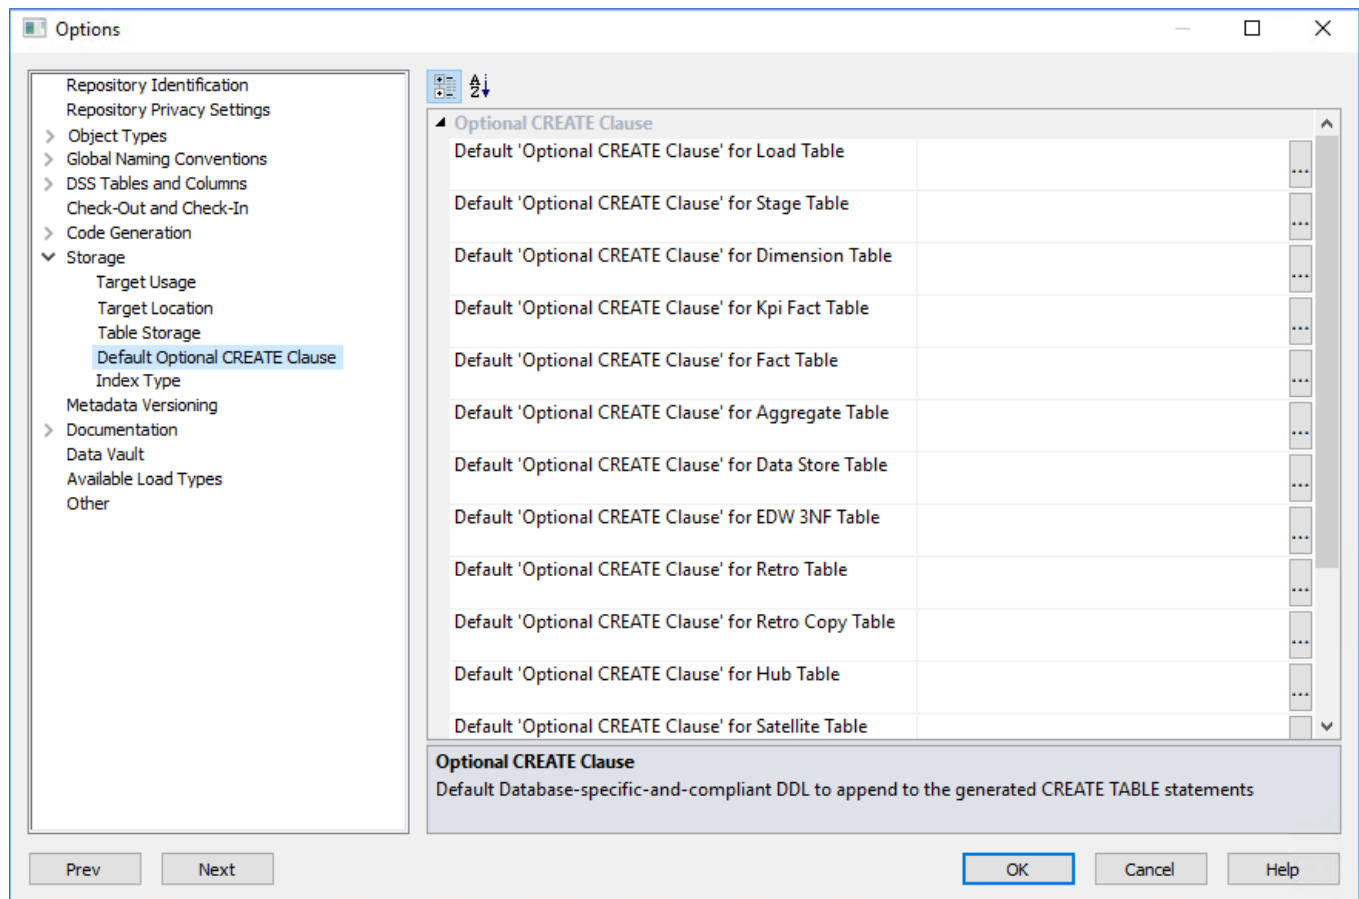 Options
Repository Identification
Repository Privacy Settings
Object Types
Global Naming Conventions
DSS Tables and Columns
Check-Out and Check-In
Code Generation
Storage
Target Usage
Target Location
Table Storage
Default Optional CREATE Clause
Index Type
Metadata Versioning
Documentation
Data Vault
Available Load Types
Other
Optional CREATE Clause
Default 'Optional CREATE Clause' for Load Table
...
Default 'Optional CREATE Clause' for Stage Table
...
Default 'Optional CREATE Clause' for Dimension Table
...
Default 'Optional CREATE Clause' for Kpi Fact Table
...
Default 'Optional CREATE Clause' for Fact Table
...
Default 'Optional CREATE Clause' for Aggregate Table
...
Default 'Optional CREATE Clause' for Data Store Table
...
Default 'Optional CREATE Clause' for EDW 3NF Table
...
Default 'Optional CREATE Clause' for Retro Table
...
Default 'Optional CREATE Clause' for Retro Copy Table
...
Default 'Optional CREATE Clause' for Hub Table
...
Default 'Optional CREATE Clause' for Satellite Table
Optional CREATE Clause
Default Database-specific-and-compliant DDL to append to the generated CREATE TABLE statements
Prev
Next
OK
Cancel
Help